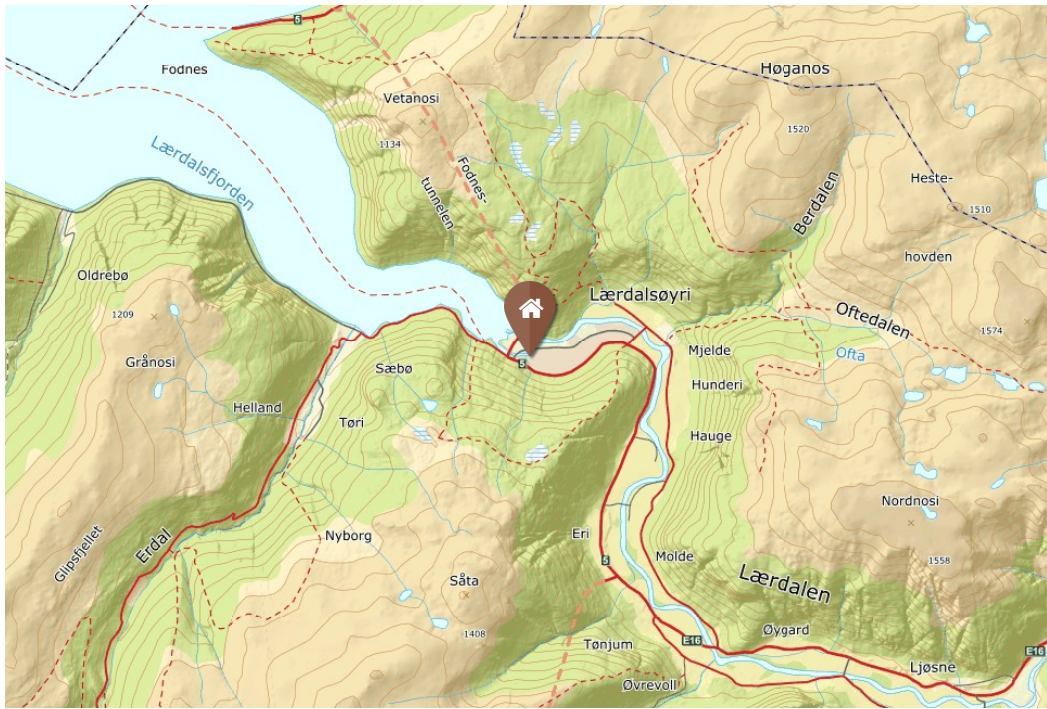 5
Fodnes
Høganos
Vetanosi
1520
1134
Lærdalsfjorden
Fodnes-
tunnelen
Heste-
Berdalen
1510
hovden
Oldrebø
Lærdalsøyri
1209
Oftedalen
1574
Grånosi
Mjelde
Ofta
5
Sæbø
Hunderi
Helland
Tøri
Hauge
Nordnosi
Glipsfjellet
Erdal
Nyborg
Eri
Molde
5
1558
Såta
Lærdalen
1408
Øygard
Tønjum
E16
E16
Ljøsne
Øvrevoll